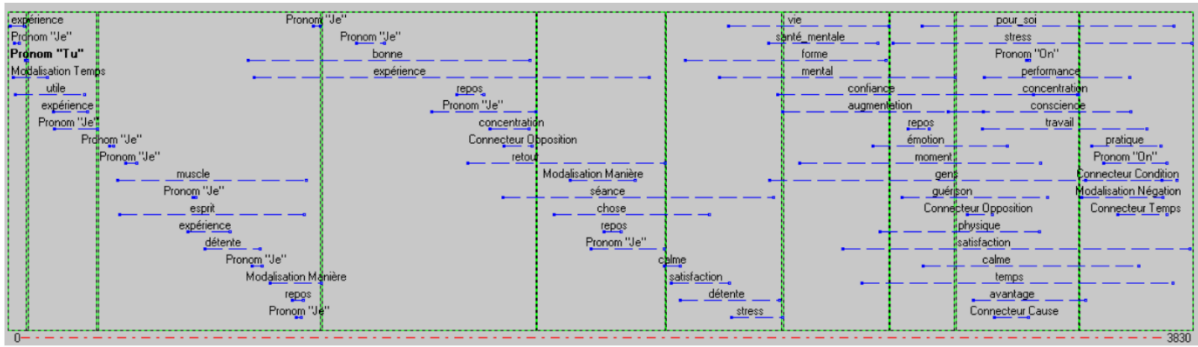 expérience Pronom "Je" vie pour_soi
Pronom "Je" Pronom "Je" santé_mentale stress
Pronom "Tu" bonne forme Pronom "On"
Modalisation Temps expérience mental performance
utile repos confiance concentration
expérience Pronom "Je" augmentation conscience
Pronom "Je" concentration repos travail
Pronom "Je" Connecteur Opposition émotion pratique
Pronom "Je" retour moment Pronom "On"
muscle Modalisation Manière gens Connecteur Condition
Pronom "Je" séance guérison Modalisation Négation
esprit chose Connecteur Opposition Connecteur Temps
expérience repos physique
détente Pronom "Je" satisfaction
Pronom "Je" calme calme
Modalisation Manière satisfaction temps
repos détente avantage
Pronom "Je" stress Connecteur Cause
0 3830